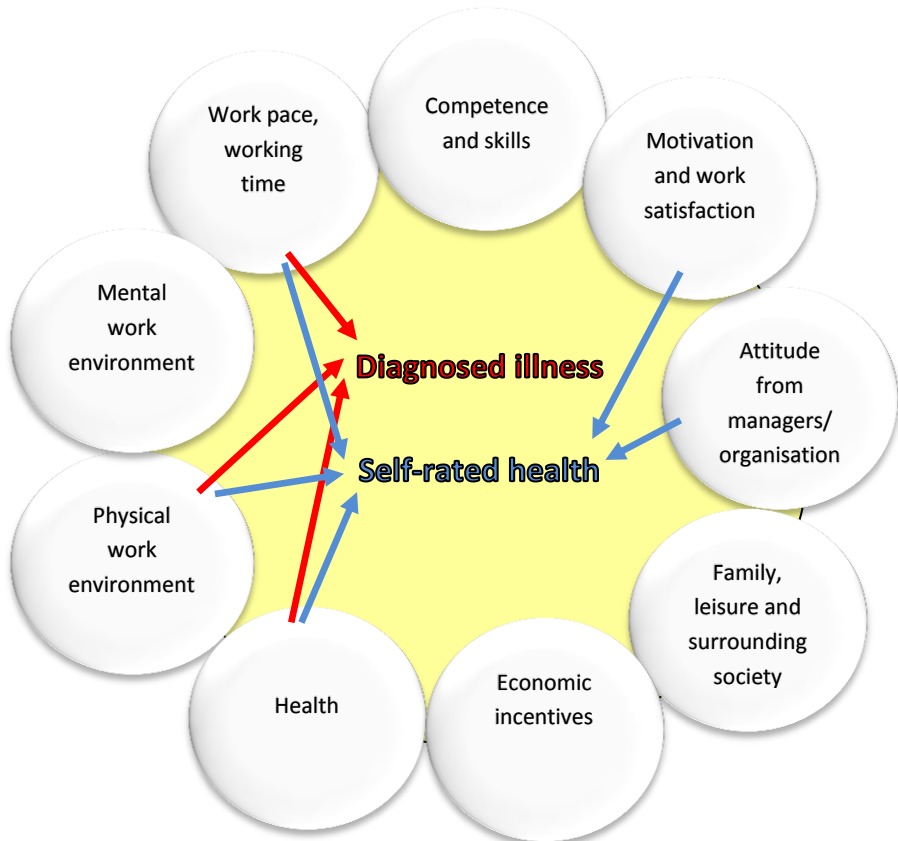 Competence
and skills
Work pace,
working
time
Motivation
and work
satisfaction
Mental
work
environment
Attitude
from
managers/
organisation
Diagnosed illness
Self-rated health
Physical
work
environment
Family,
leisure and
surrounding
society
Health
Economic
incentives